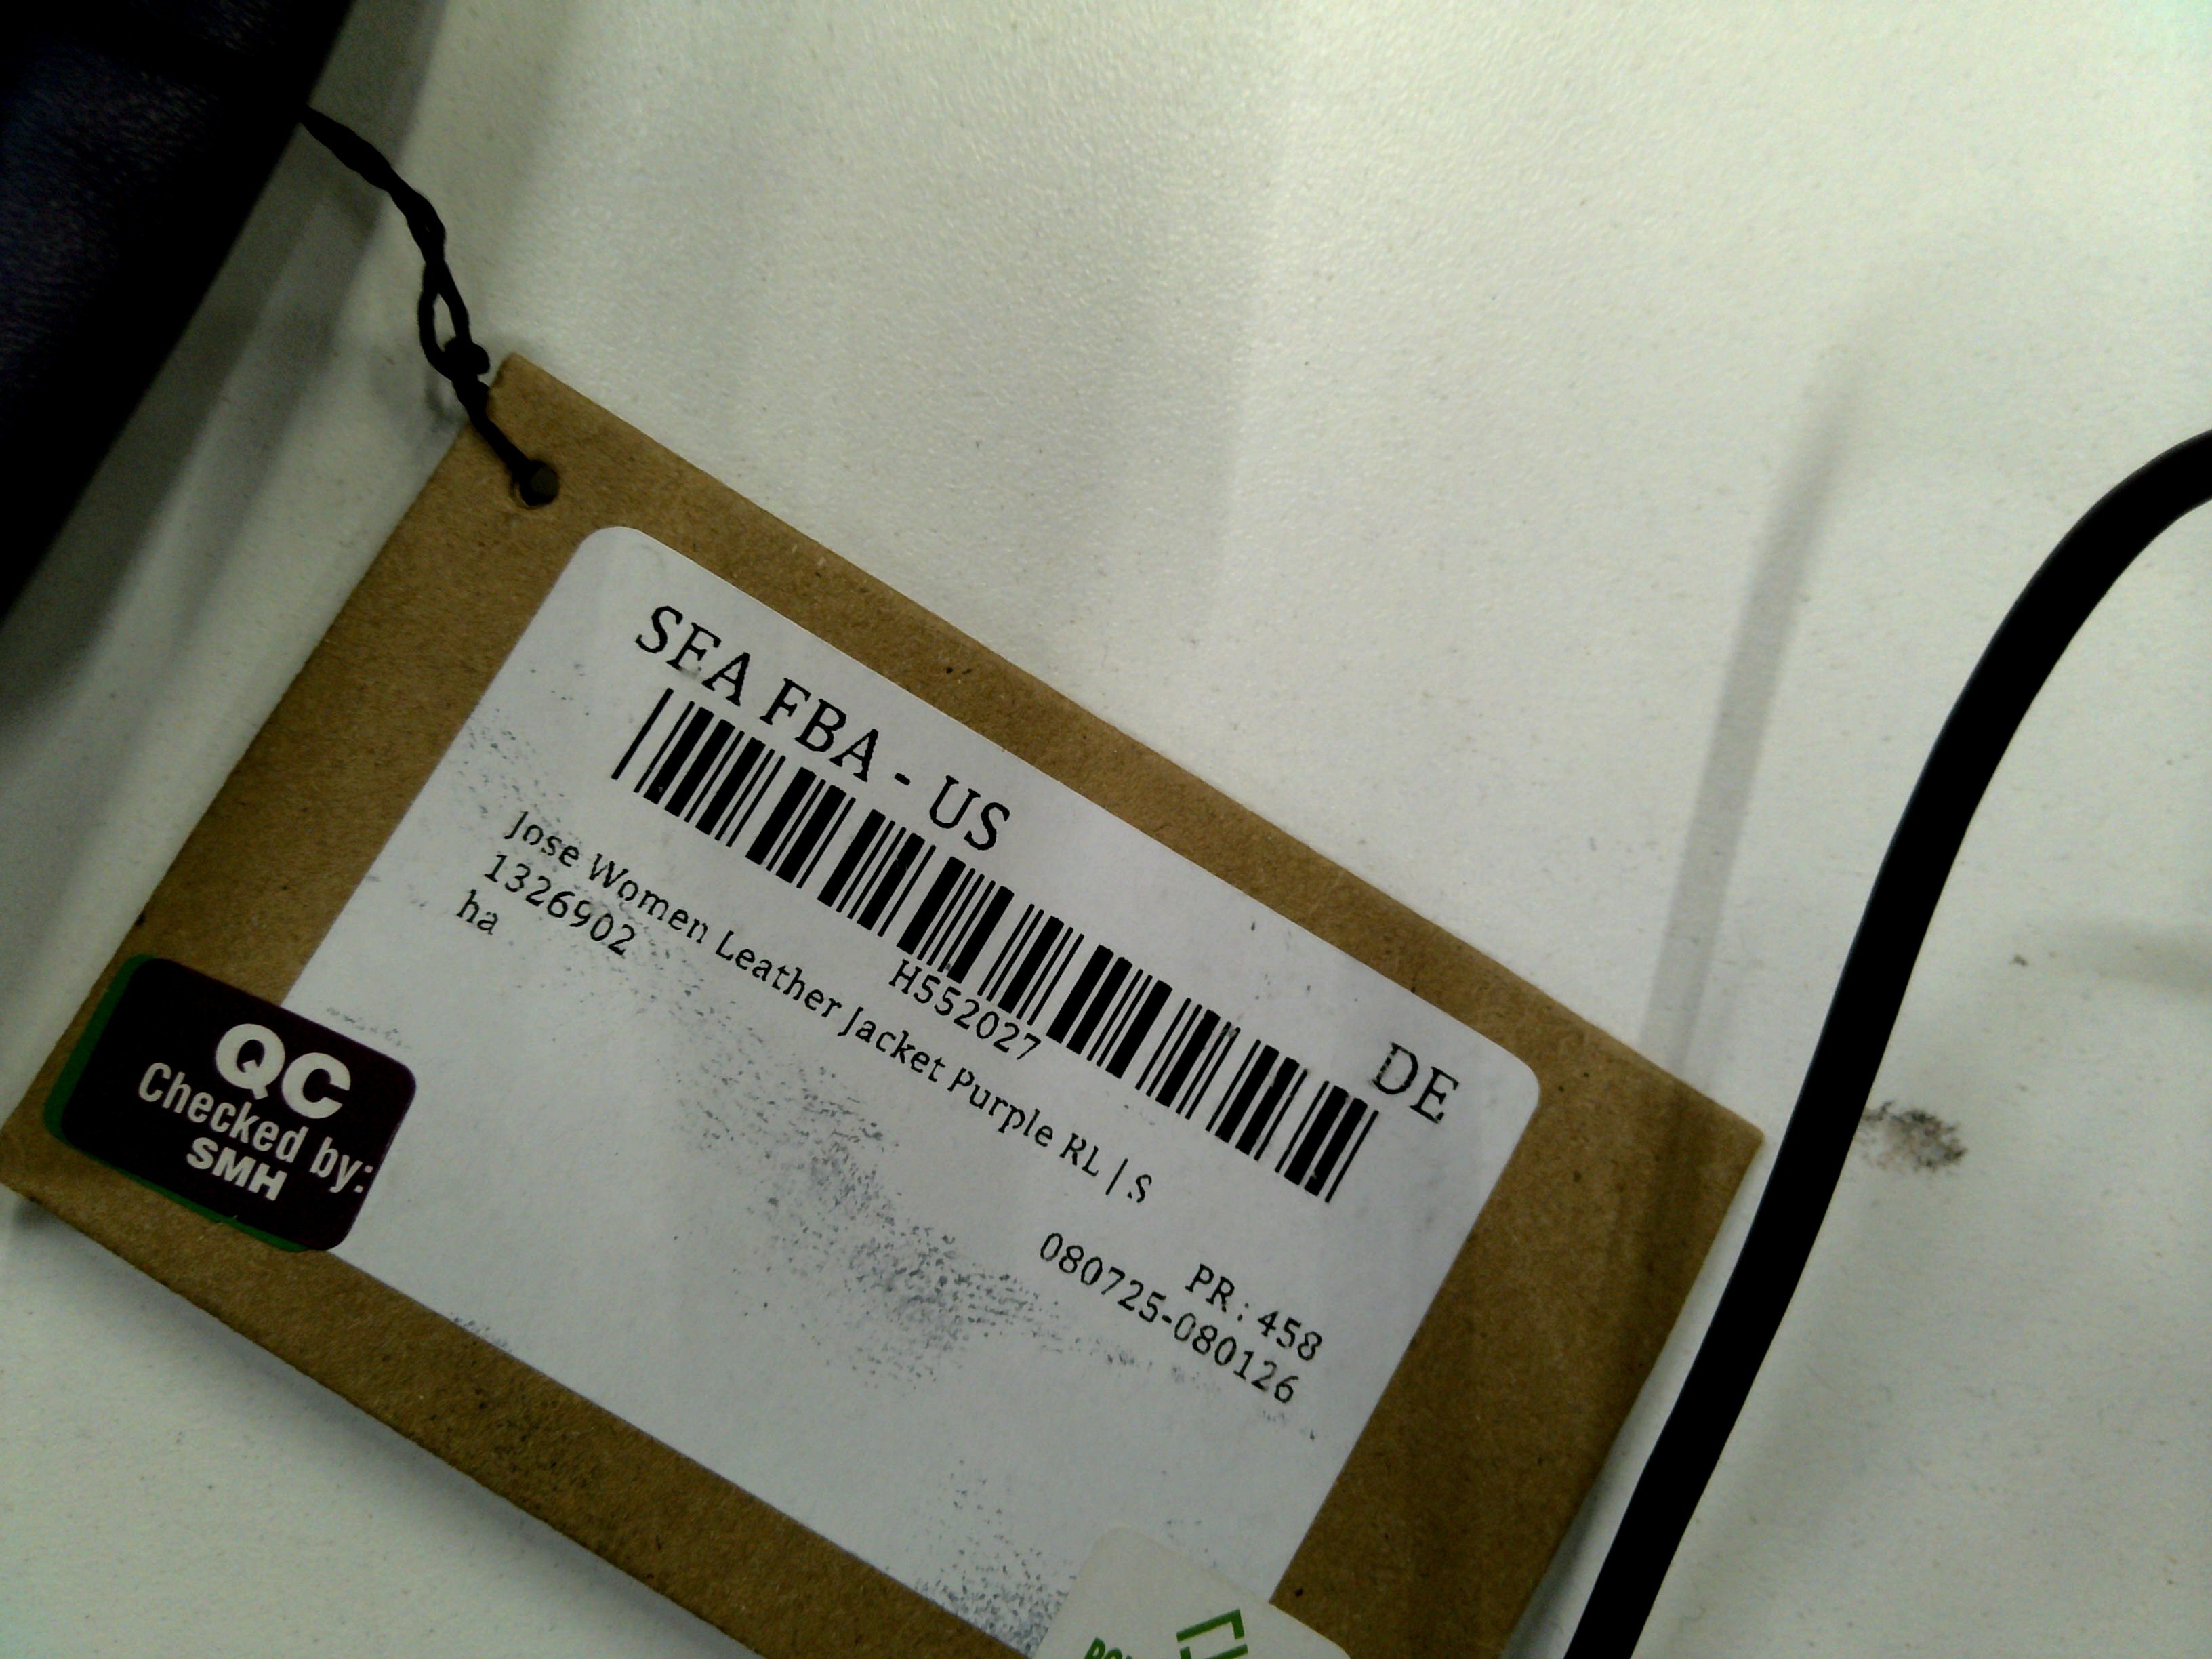 SEA FBA - US
DE
H552027
Jose Women Leather Jacket Purple RL | S
1326902
ha
PR: 458
080725-080126
QC
Checked by:
SMH